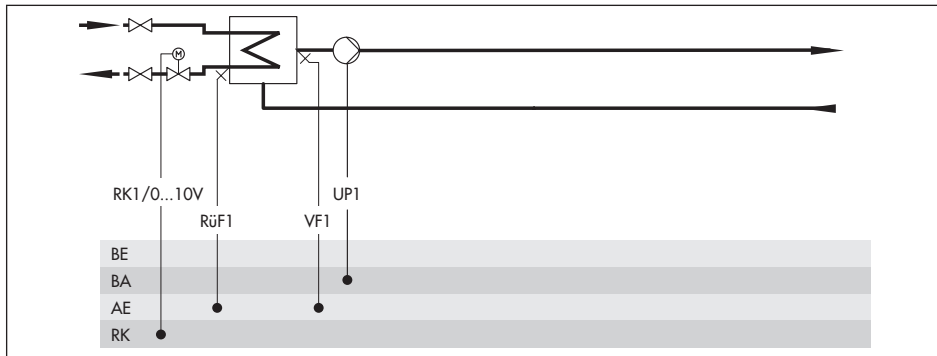 M
RK1/0...10V
UP1
RüF1
VF1
BE
BA
AE
RK